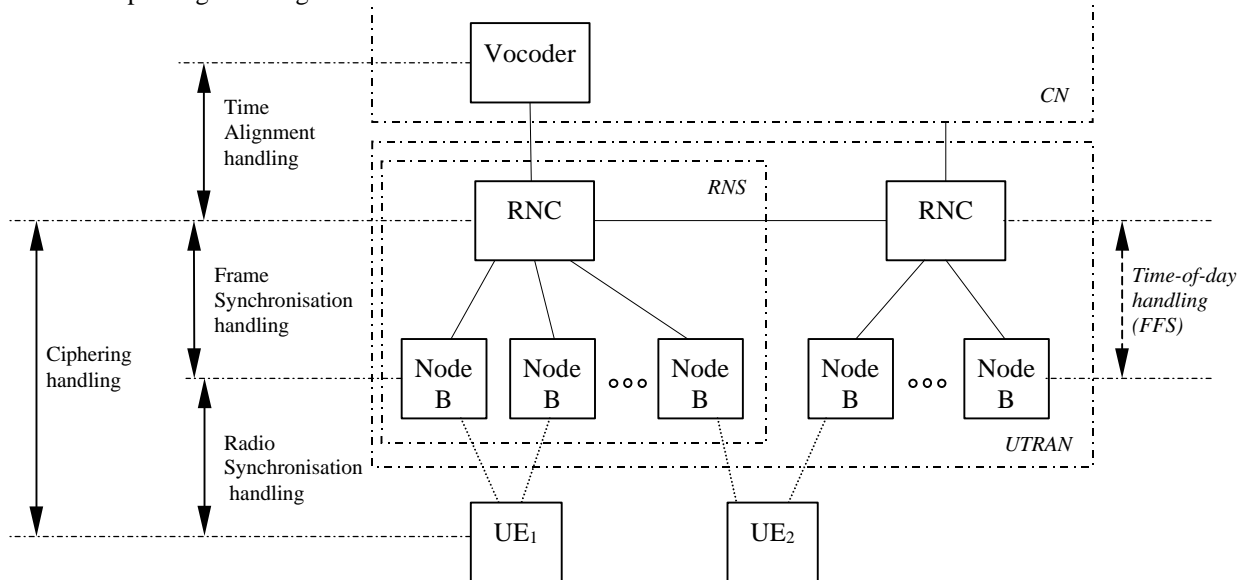 Vocoder
CN
Time
Alignment
handling
RNS
RNC
RNC
Frame
Synchronisation
handling
Time-of-day
handling
(FFS)
Ciphering
handling
Node
B
Node
B
Node
B
Node
B
Node
B
Radio
Synchronisation
handling
UTRAN
UE1
UE2